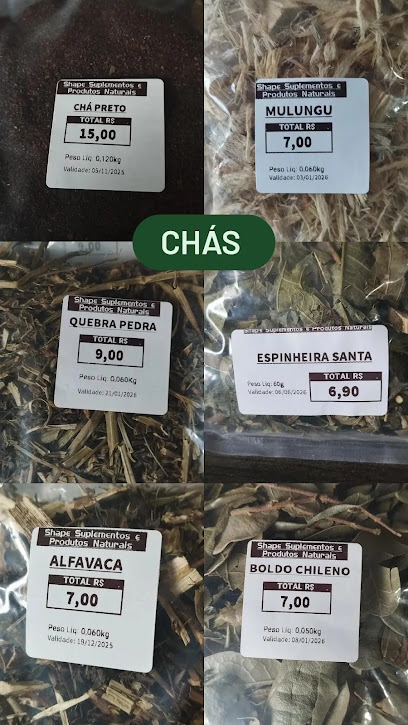 Shape Suplementos e
Produtos Naturais
CHÁ PRETO
TOTAL R$
15,00
Peso Líq: 0,120kg
Validade: 05/11/2025
Shape Suplementos e
Produtos Naturais
MULUNGU
TOTAL R$
7,00
Peso Líq: 0,060kg
Validade: 03/01/2026
CHÁS
Shape Suplementos e
Produtos Naturais
QUEBRA PEDRA
TOTAL R$
9,00
Peso Líq: 0,060Kg
Validade: 21/01/2026
Shape Suplementos e Produtos Naturais
ESPINHEIRA SANTA
Peso Liq: 60g
Validade: 06/06/2026
TOTAL R$
6,90
Shape Suplementos e
Produtos Naturais
ALFAVACA
TOTAL R$
7,00
Peso Líq: 0,060kg
Validade: 19/12/2025
Shape Suplementos e
Produtos Naturais
BOLDO CHILENO
TOTAL R$
7,00
Peso Líq: 0,050kg
Validade: 08/01/2026